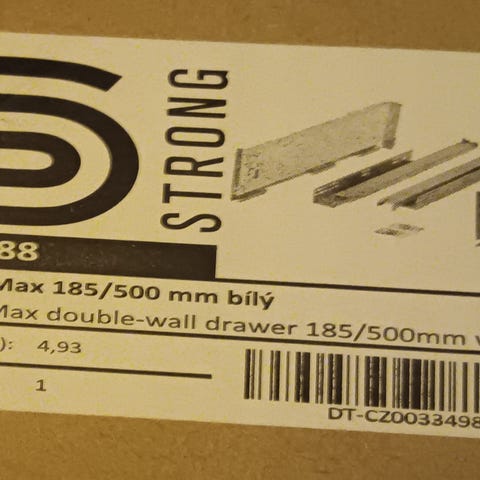 STRONG
88
Max 185/500 mm bílý
Max double-wall drawer 185/500mm
): 4,93
1
DT-CZ0033498